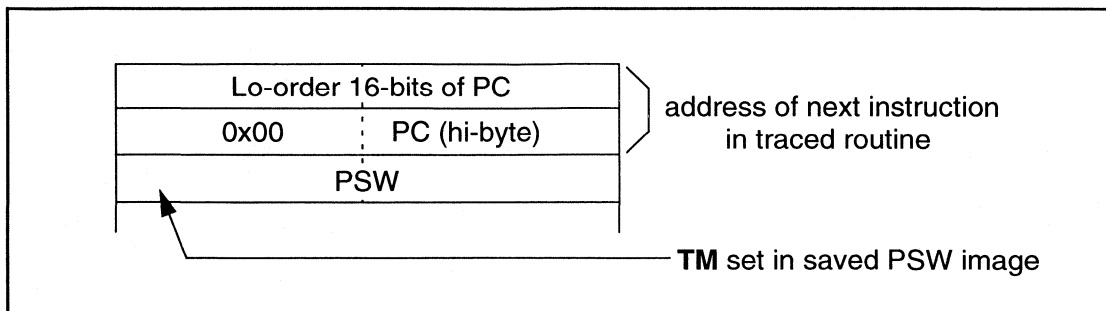 Lo-order 16-bits of PC
0x00 PC (hi-byte)
address of next instruction
in traced routine
PSW
TM set in saved PSW image